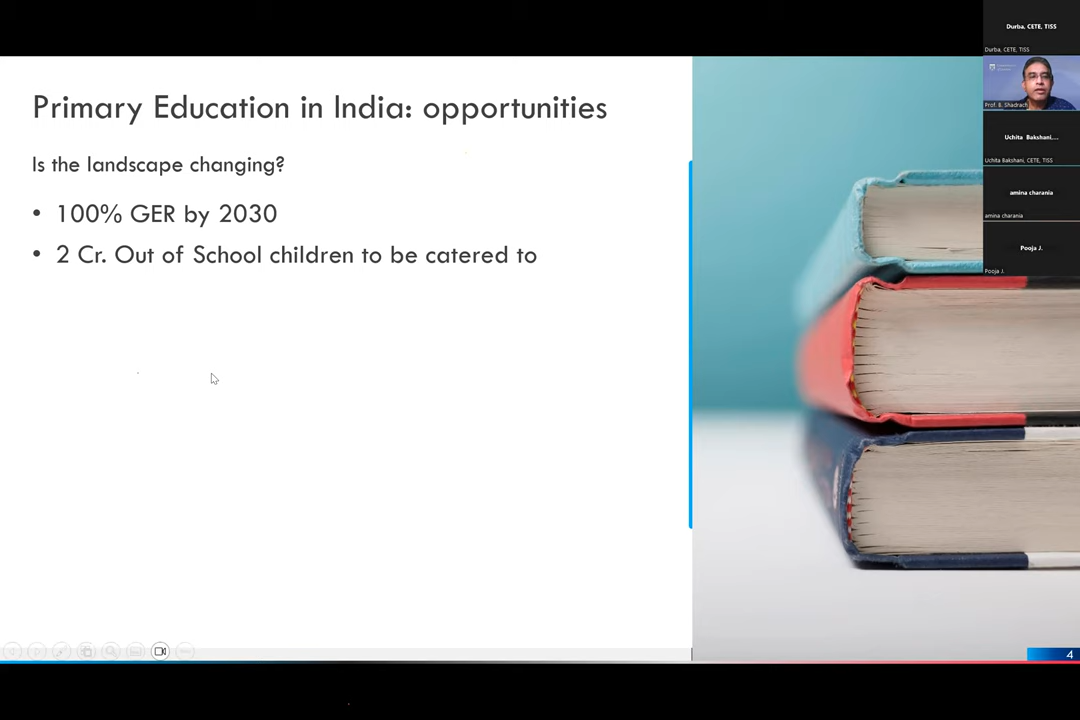 Primary Education in India: opportunities
Is the landscape changing?
• 100% GER by 2030
• 2 Cr. Out of School children to be catered to
4
Durba, CETE, TISS
Durba, CETE, TISS
Prof. B. Shadrach
Uchita Bakshani,...
Uchita Bakshani, CETE, TISS
amina charania
amina charania
Pooja J.
Pooja J.